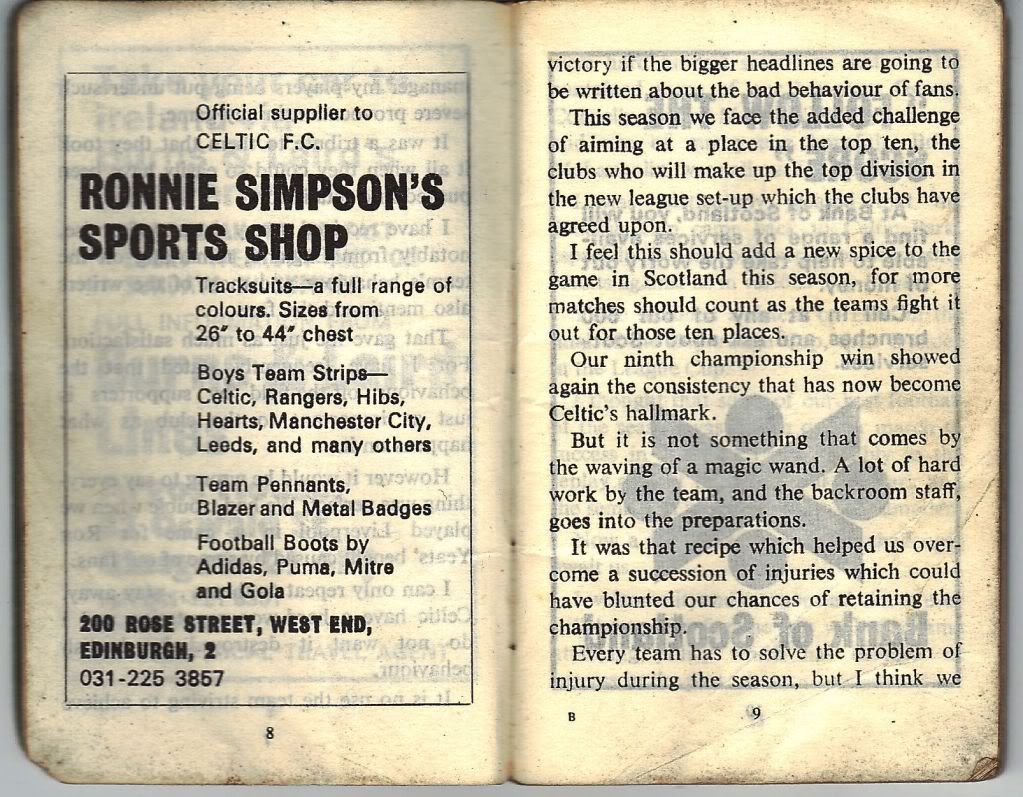 Official supplier to
CELTIC F.C.
RONNIE SIMPSON'S
SPORTS SHOP
Tracksuits—a full range of
colours. Sizes from
26″ to 44″ chest
Boys Team Strips—
Celtic, Rangers, Hibs,
Hearts, Manchester City,
Leeds, and many others
Team Pennants,
Blazer and Metal Badges
Football Boots by
Adidas, Puma, Mitre
and Gola
200 ROSE STREET, WEST END,
EDINBURGH, 2
031-225 3857
8
victory if the bigger headlines are going to
be written about the bad behaviour of fans.
This season we face the added challenge
of aiming at a place in the top ten, the
clubs who will make up the top division in
the new league set-up which the clubs have
agreed upon.
I feel this should add a new spice to the
game in Scotland this season, for more
matches should count as the teams fight it
out for those ten places.
Our ninth championship win showed
again the consistency that has now become
Celtic's hallmark.
But it is not something that comes by
the waving of a magic wand. A lot of hard
work by the team, and the backroom staff,
goes into the preparations.
It was that recipe which helped us over-
come a succession of injuries which could
have blunted our chances of retaining the
championship.
Every team has to solve the problem of
injury during the season, but I think we
B
9